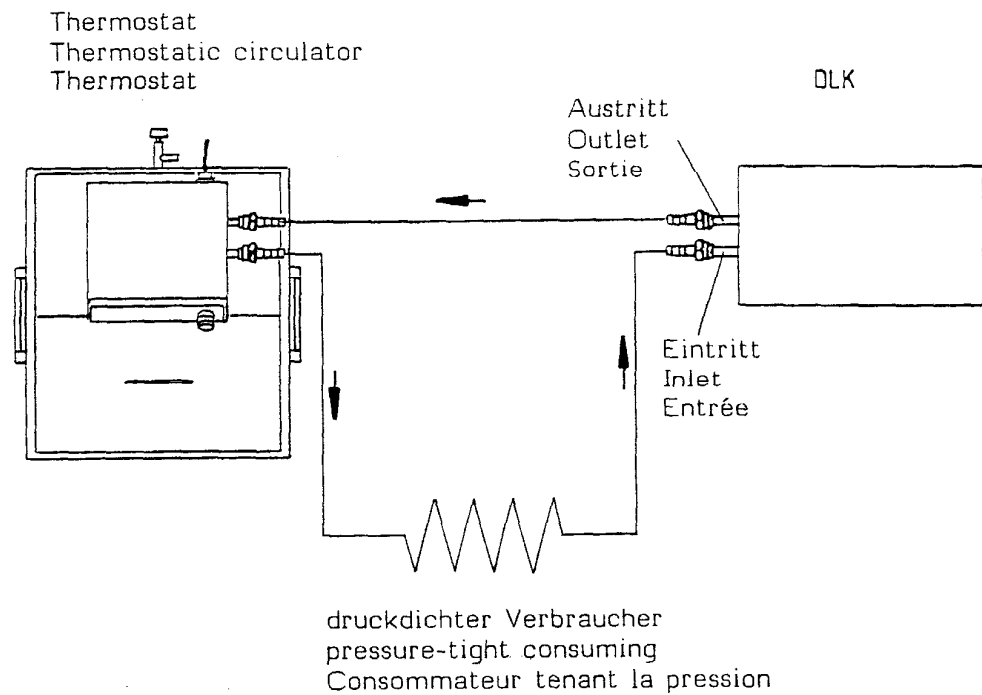 Thermostat
Thermostatic circulator
Thermostat
DLK
Austritt
Outlet
Sortie
Eintritt
Inlet
Entrée
druckdichter Verbraucher
pressure-tight consuming
Consommateur tenant la pression